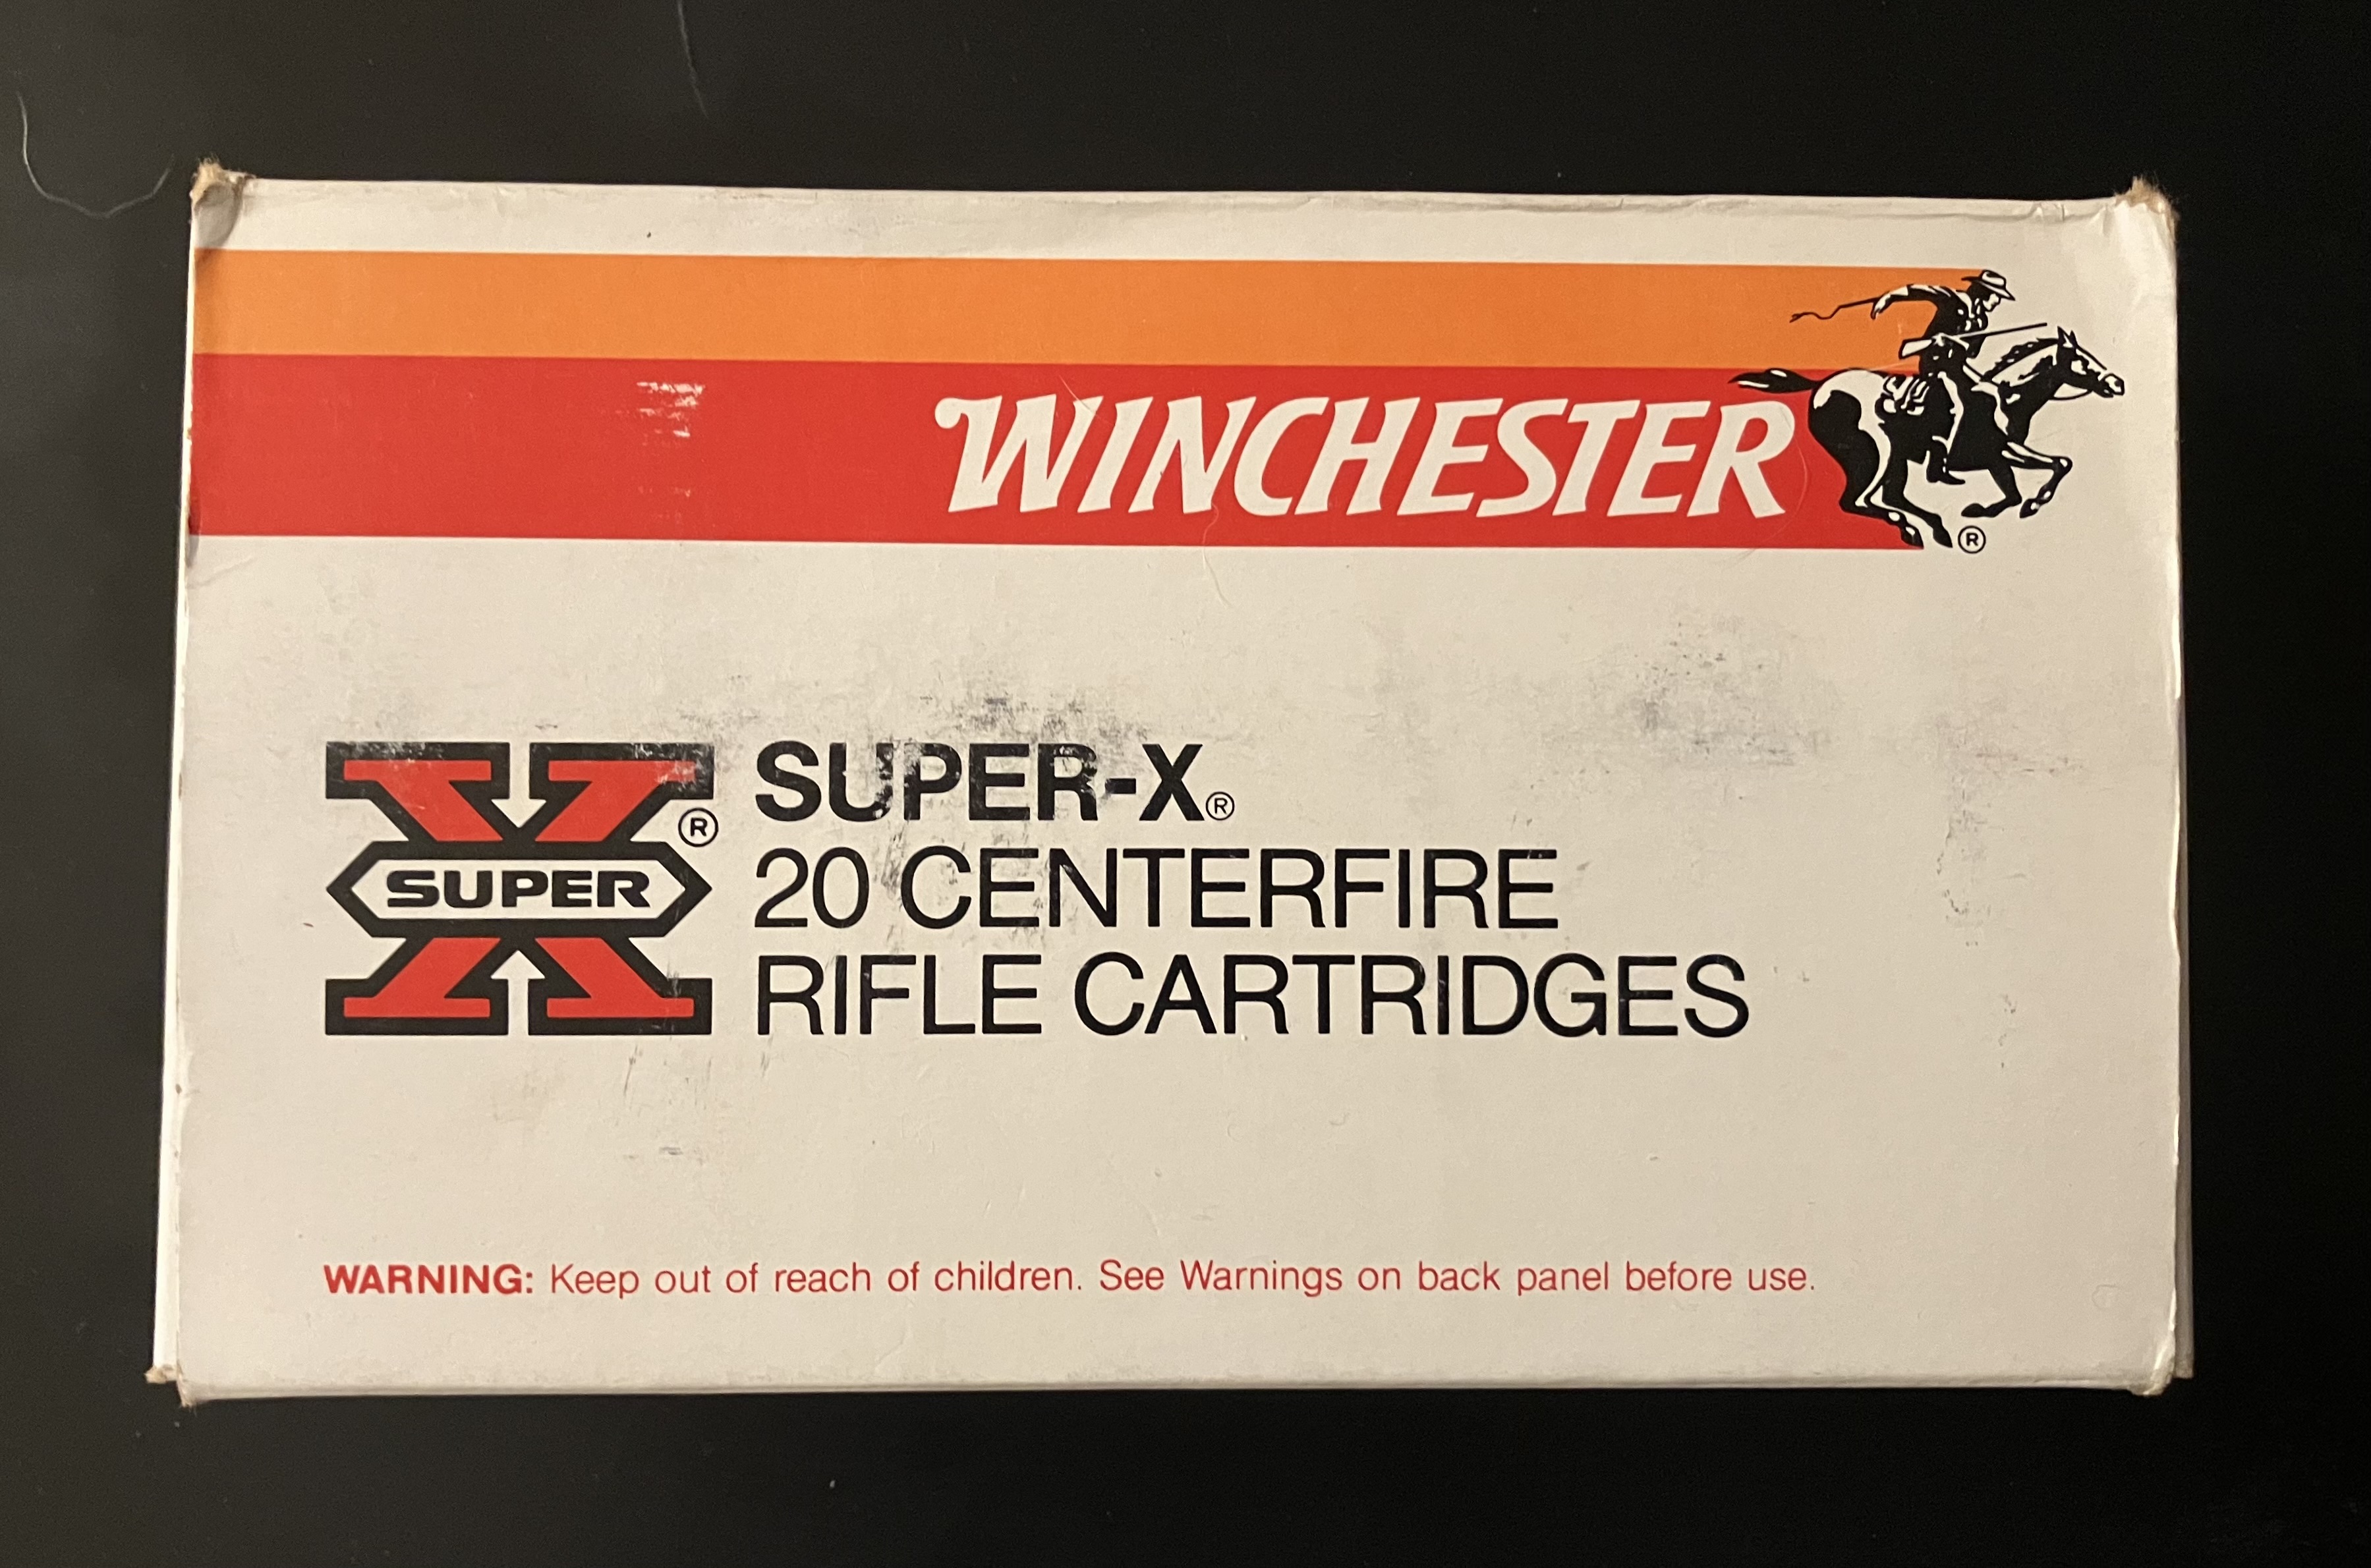 WINCHESTER
®
SUPER
®
SUPER-X®
20 CENTERFIRE
RIFLE CARTRIDGES
WARNING: Keep out of reach of children. See Warnings on back panel before use.